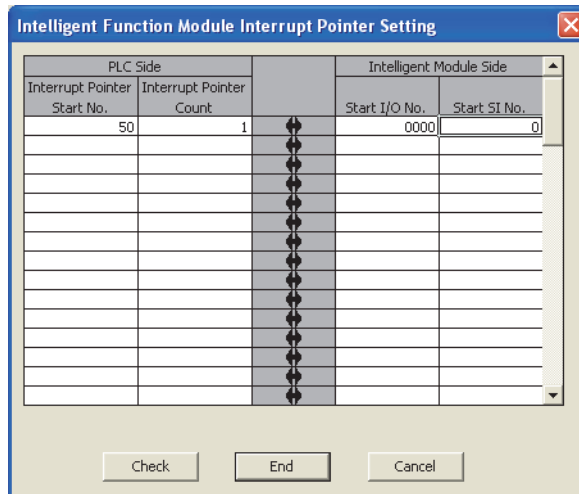 Intelligent Function Module Interrupt Pointer Setting
PLC Side
Intelligent Module Side
Interrupt Pointer Start No.
Interrupt Pointer Count
Start I/O No.
Start SI No.
50
1
0000
0
Check
End
Cancel